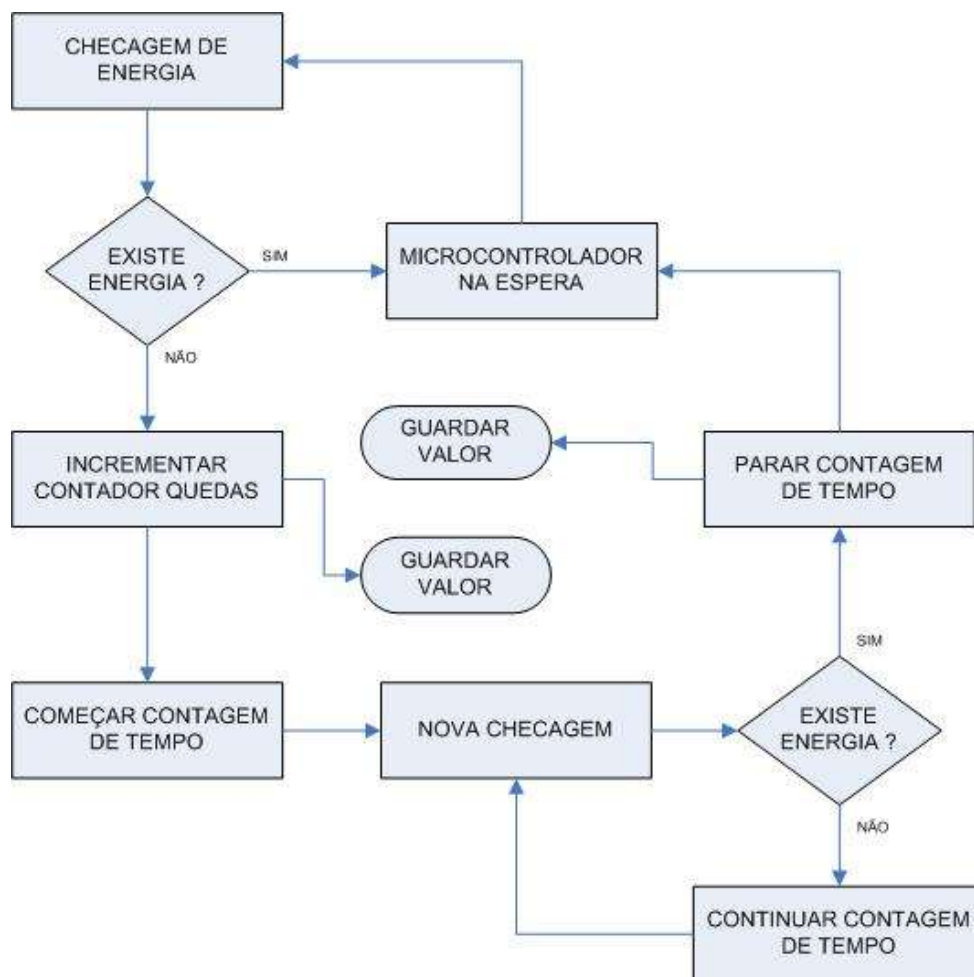 CHECAGEM DE
ENERGIA
EXISTE
ENERGIA ?
SIM
MICROCONTROLADOR
NA ESPERA
NÃO
INCREMENTAR
CONTADOR QUEDAS
GUARDAR
VALOR
PARAR CONTAGEM
DE TEMPO
GUARDAR
VALOR
SIM
COMEÇAR CONTAGEM
DE TEMPO
NOVA CHECAGEM
EXISTE
ENERGIA ?
NÃO
CONTINUAR CONTAGEM
DE TEMPO